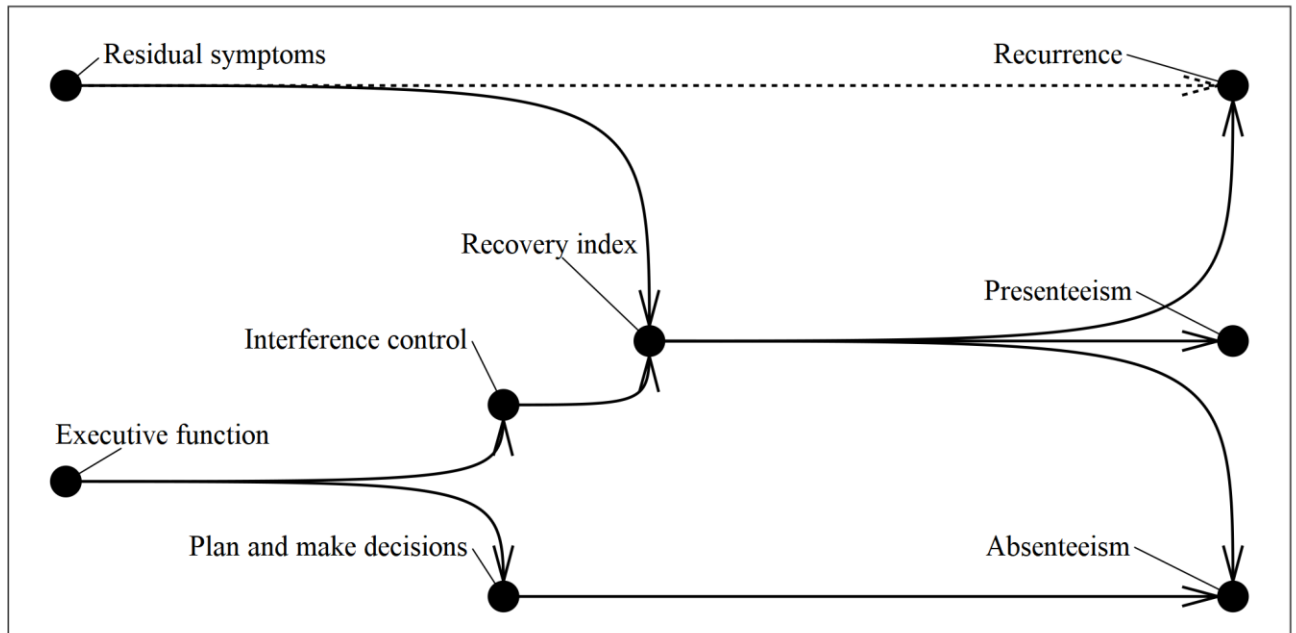 Residual symptoms
Recurrence
Recovery index
Presenteeism
Interference control
Executive function
Plan and make decisions
Absenteeism